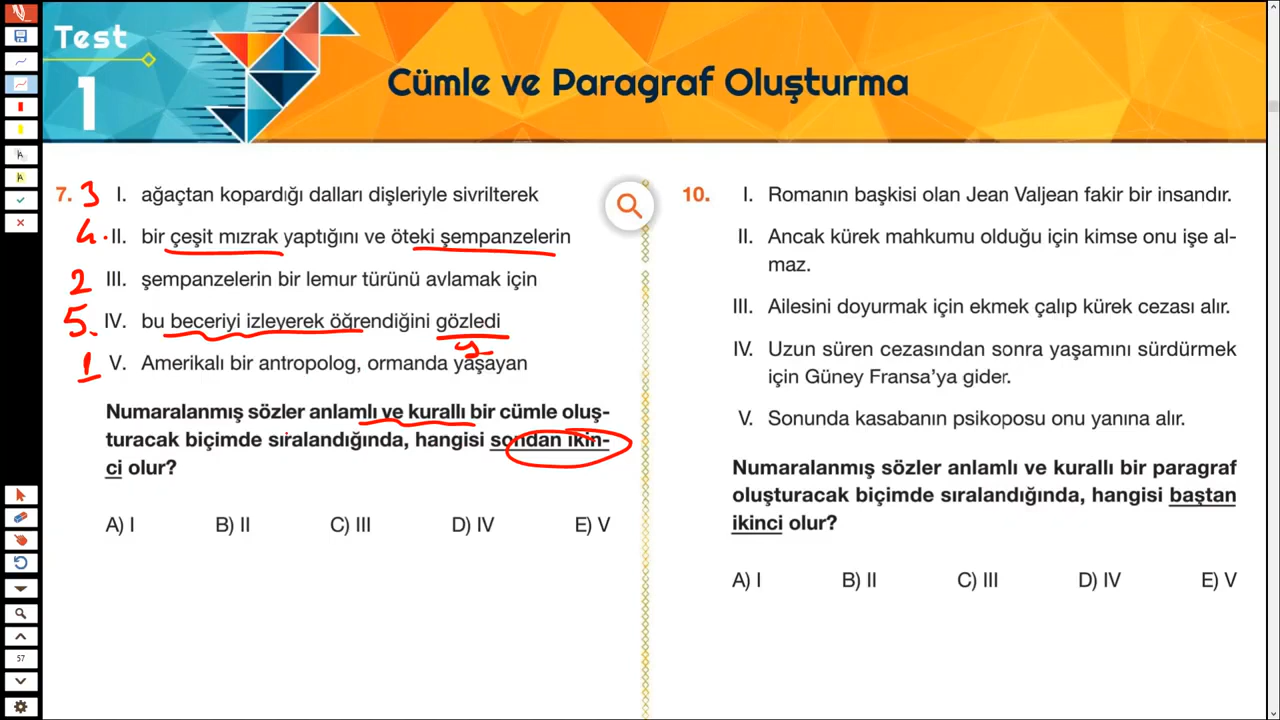 Test
1
Cümle ve Paragraf Oluşturma
7.
3 I. ağaçtan kopardığı dalları dişleriyle sivrilterek
4. II. bir çeşit mızrak yaptığını ve öteki şempanzelerin
2 III. şempanzelerin bir lemur türünü avlamak için
5. IV. bu beceriyi izleyerek öğrendiğini gözledi
y
1 V. Amerikalı bir antropolog, ormanda yaşayan
Numaralanmış sözler anlamlı ve kurallı bir cümle oluş-
turacak biçimde sıralandığında, hangisi sondan ikin-
ci olur?
A) I B) II C) III D) IV E) V
10.
I. Romanın başkisi olan Jean Valjean fakir bir insandır.
II. Ancak kürek mahkumu olduğu için kimse onu işe al-
maz.
III. Ailesini doyurmak için ekmek çalıp kürek cezası alır.
IV. Uzun süren cezasından sonra yaşamını sürdürmek
için Güney Fransa'ya gider.
V. Sonunda kasabanın psikoposu onu yanına alır.
Numaralanmış sözler anlamlı ve kurallı bir paragraf
oluşturacak biçimde sıralandığında, hangisi baştan
ikinci olur?
A) I B) II C) III D) IV E) V
A
A
57